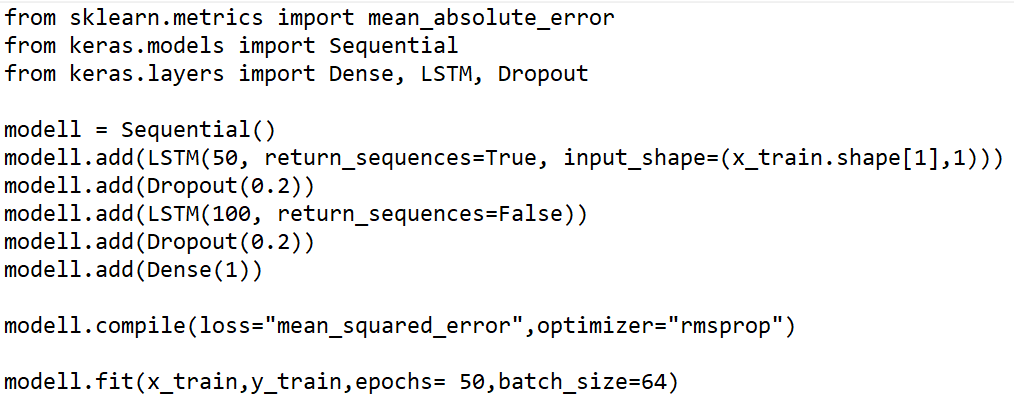 from sklearn.metrics import mean_absolute_error
from keras.models import Sequential
from keras.layers import Dense, LSTM, Dropout

modell = Sequential()
modell.add(LSTM(50, return_sequences=True, input_shape=(x_train.shape[1],1)))
modell.add(Dropout(0.2))
modell.add(LSTM(100, return_sequences=False))
modell.add(Dropout(0.2))
modell.add(Dense(1))

modell.compile(loss="mean_squared_error",optimizer="rmsprop")

modell.fit(x_train,y_train,epochs= 50,batch_size=64)